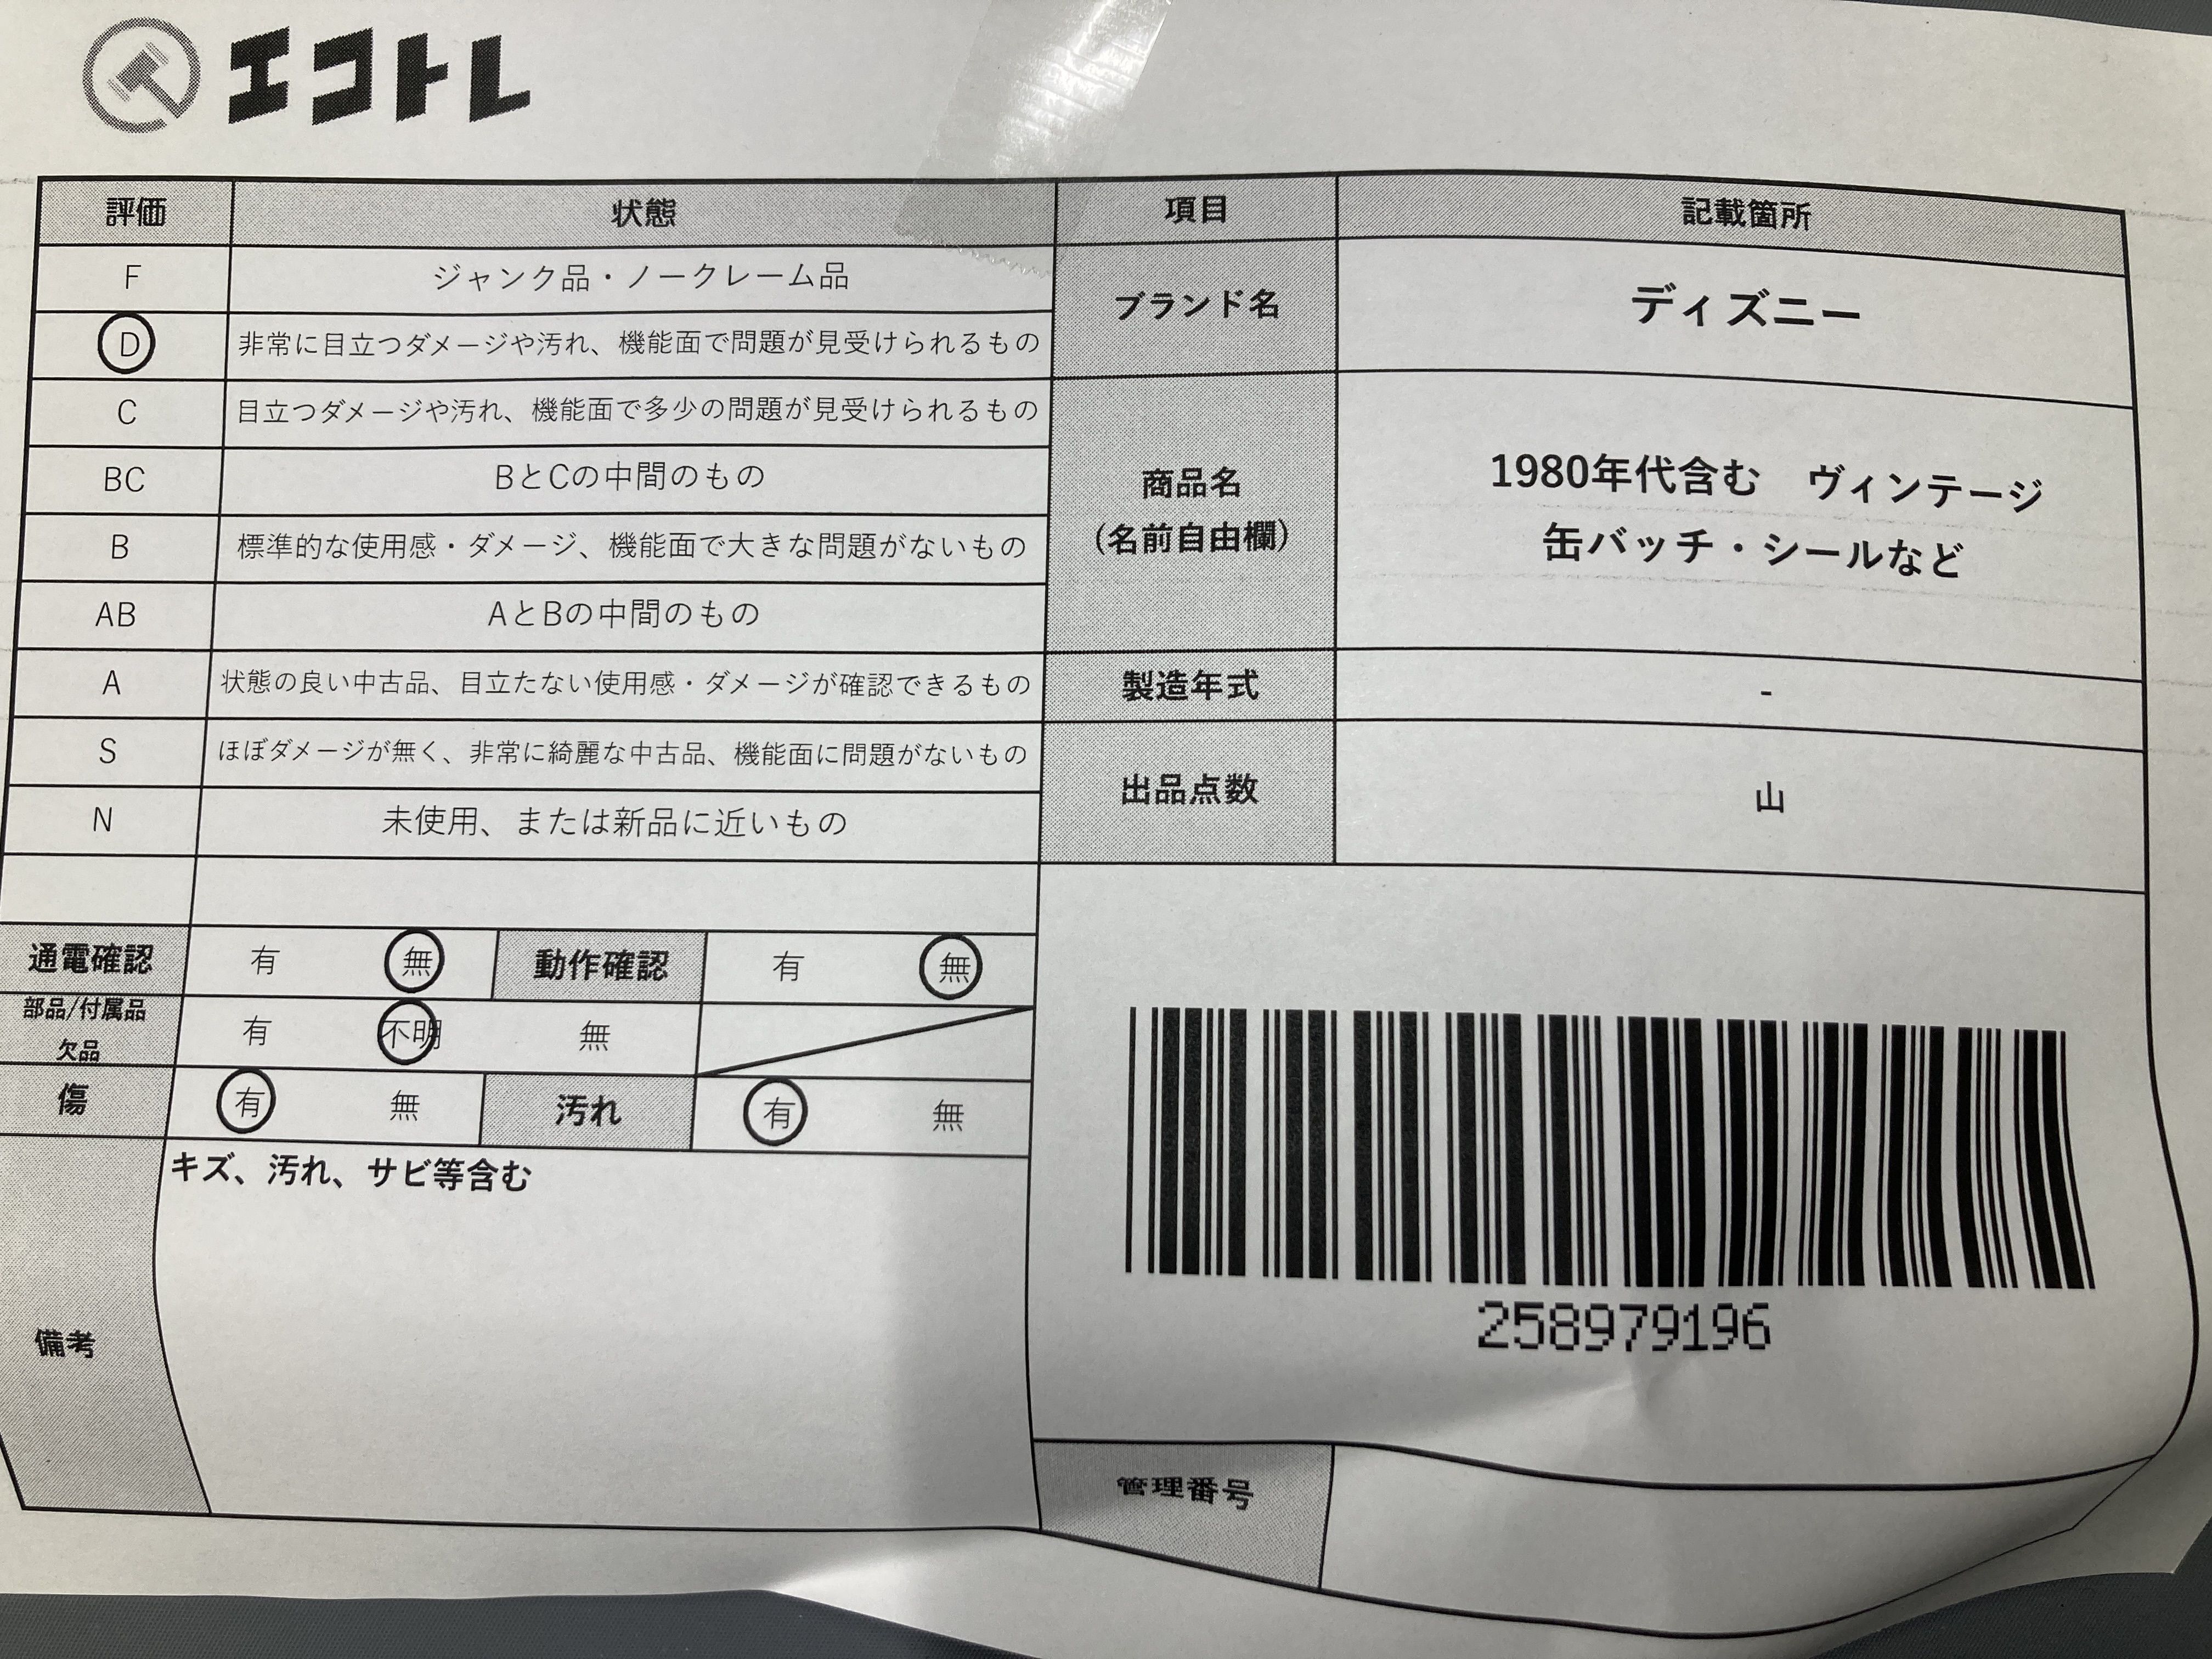 エコトレ
評価 状態
F ジャンク品・ノークレーム品
D 非常に目立つダメージや汚れ、機能面で問題が見受けられるもの
C 目立つダメージや汚れ、機能面で多少の問題が見受けられるもの
BC BとCの中間のもの
B 標準的な使用感・ダメージ、機能面で大きな問題がないもの
AB AとBの中間のもの
A 状態の良い中古品、目立たない使用感・ダメージが確認できるもの
S ほぼダメージが無く、非常に綺麗な中古品、機能面に問題がないもの
N 未使用、または新品に近いもの
通電確認 有 無 動作確認 有 無
部品/付属品
欠品
有 不明 無
傷 有 無 汚れ 有 無
備考
キズ、汚れ、サビ等含む
項目 記載箇所
ブランド名 ディズニー
商品名
(名前自由欄)
1980年代含む ヴィンテージ
缶バッチ・シールなど
製造年式 -
出品点数 山
258979196
管理番号